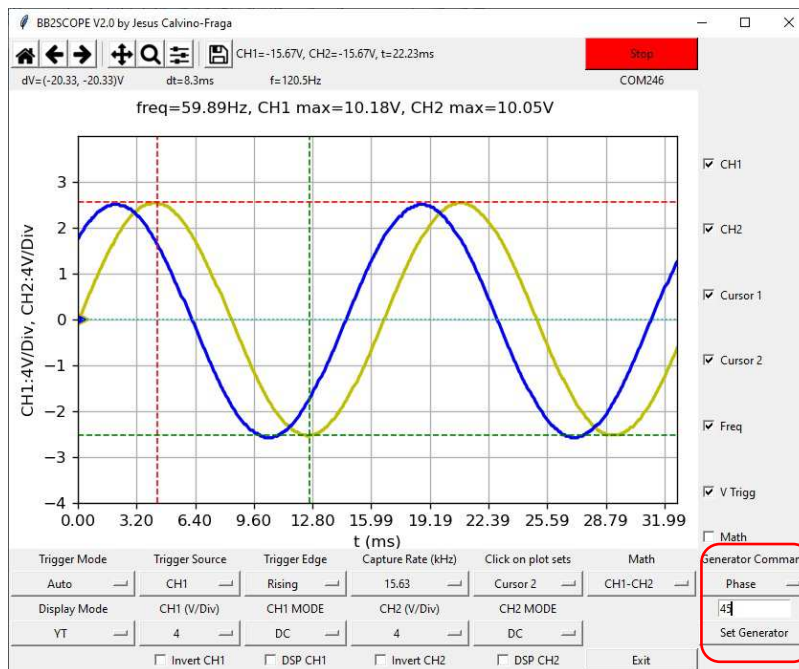 BB2SCOPE V2.0 by Jesus Calvino-Fraga
CH1=-15.67V, CH2=-15.67V, t=22.23ms
Stop
dV=(-20.33, -20.33)V dt=8.3ms f=120.5Hz COM246
freq=59.89Hz, CH1 max=10.18V, CH2 max=10.05V
CH1:4V/Div, CH2:4V/Div
3
2
1
0
−1
−2
−3
−4
0.00 3.20 6.40 9.60 12.80 15.99 19.19 22.39 25.59 28.79 31.99
t (ms)
CH1
CH2
Cursor 1
Cursor 2
Freq
V Trigg
Math
Trigger Mode Trigger Source Trigger Edge Capture Rate (kHz) Click on plot sets Math Generator Comman
Auto CH1 Rising 15.63 Cursor 2 CH1-CH2 Phase
Display Mode CH1 (V/Div) CH1 MODE CH2 (V/Div) CH2 MODE 45
YT 4 DC 4 DC Set Generator
Invert CH1 DSP CH1 Invert CH2 DSP CH2 Exit